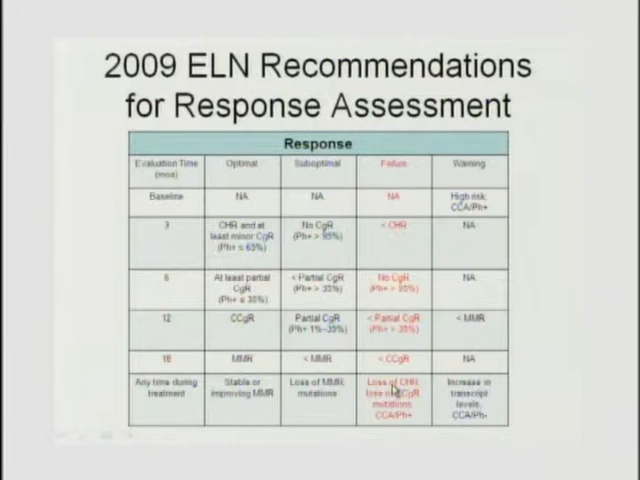 2009 ELN Recommendations
for Response Assessment
Response
Evaluation Time
(mos)
Optimal
Suboptimal
Failure
Warning
Baseline
NA
NA
NA
High risk,
CCA/Ph+
3
CHR and at
least minor CgR
(Ph+ ≤ 65%)
No CgR
(Ph+ > 95%)
< CHR
NA
6
At least partial
CgR
(Ph+ ≤ 35%)
< Partial CgR
(Ph+ > 35%)
No CgR
(Ph+ > 95%)
NA
12
CCgR
Partial CgR
(Ph+ 1%-35%)
< Partial CgR
(Ph+ > 35%)
< MMR
18
MMR
< MMR
< CCgR
NA
Any time during
treatment
Stable or
improving MMR
Loss of MMR,
mutations
Loss of CHR,
loss of CCgR
mutations
CCA/Ph+
Increase in
transcript
levels,
CCA/Ph-